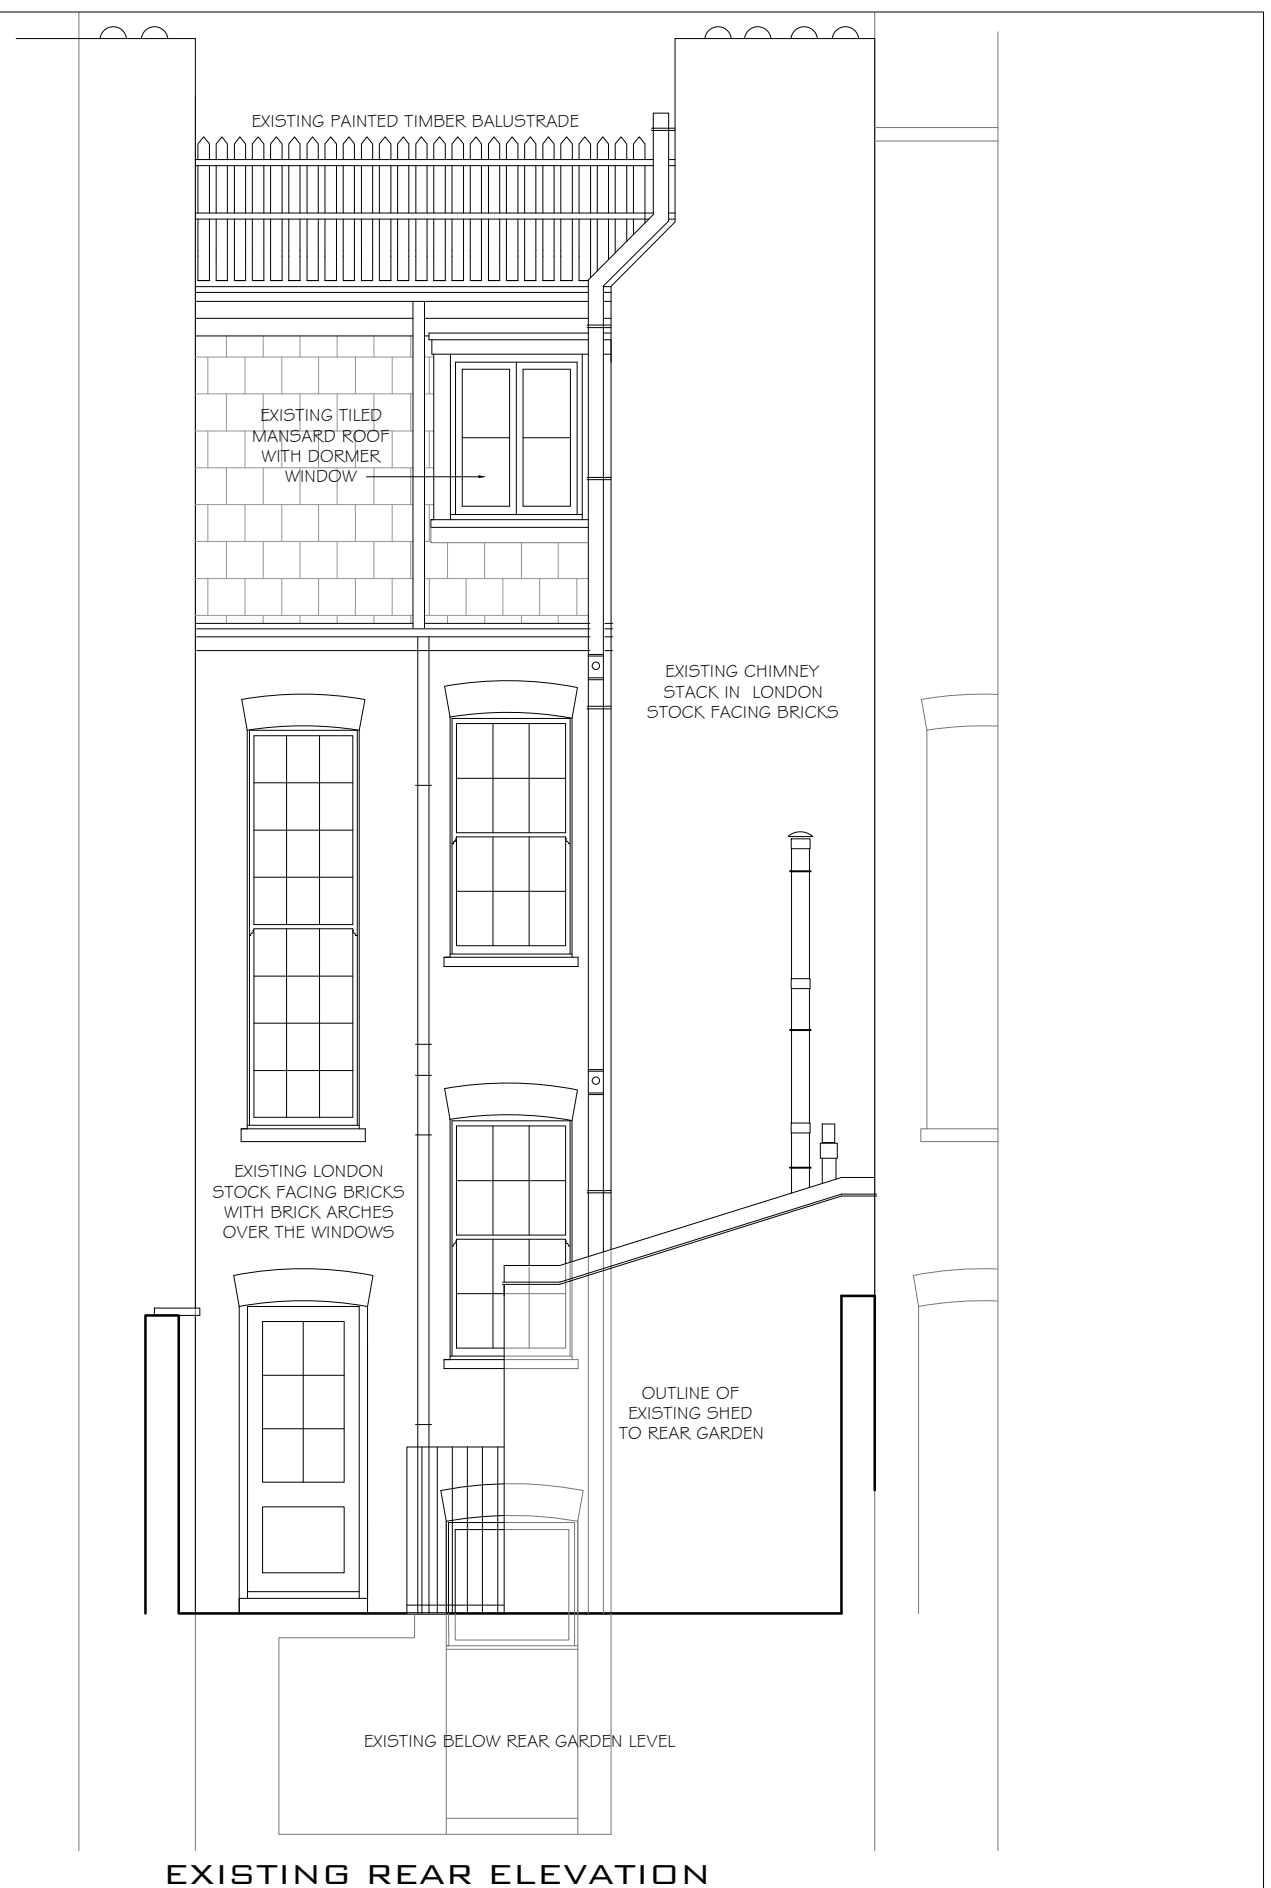 EXISTING PAINTED TIMBER BALUSTRADE
EXISTING TILED
MANSARD ROOF
WITH DORMER
WINDOW
EXISTING CHIMNEY
STACK IN LONDON
STOCK FACING BRICKS
EXISTING LONDON
STOCK FACING BRICKS
WITH BRICK ARCHES
OVER THE WINDOWS
OUTLINE OF
EXISTING SHED
TO REAR GARDEN
EXISTING BELOW REAR GARDEN LEVEL
EXISTING REAR ELEVATION